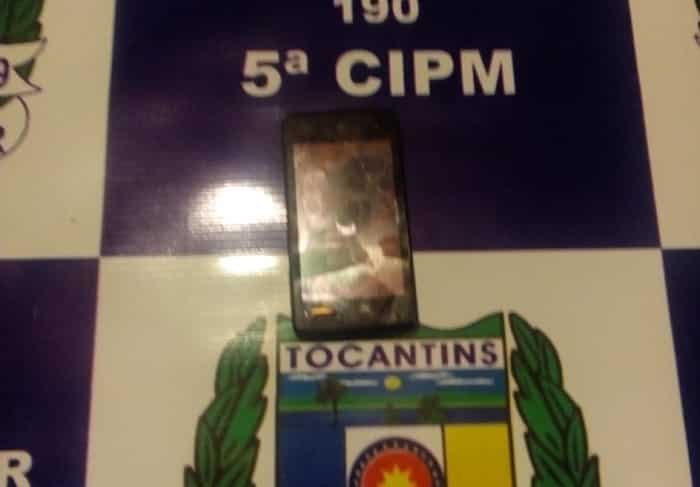 190
5ª CIPM
TOCANTINS
R